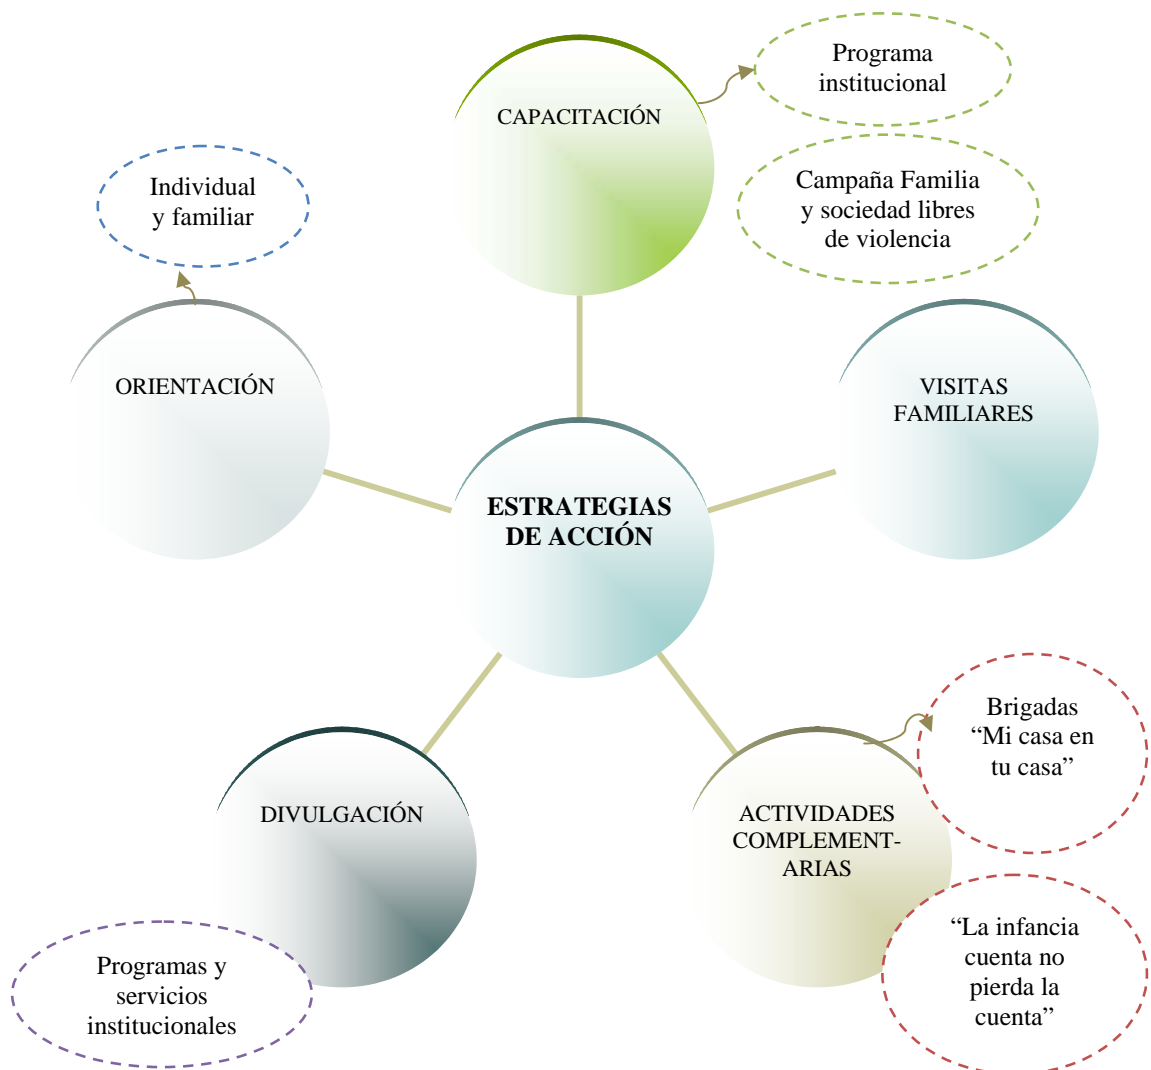 Programa
institucional
CAPACITACIÓN
Campaña Familia
y sociedad libres
de violencia
Individual
y familiar
ORIENTACIÓN
VISITAS
FAMILIARES
ESTRATEGIAS
DE ACCIÓN
Brigadas
“Mi casa en
tu casa”
DIVULGACIÓN
ACTIVIDADES
COMPLEMENT-
ARIAS
“La infancia
cuenta no
pierda la
cuenta”
Programas y
servicios
institucionales